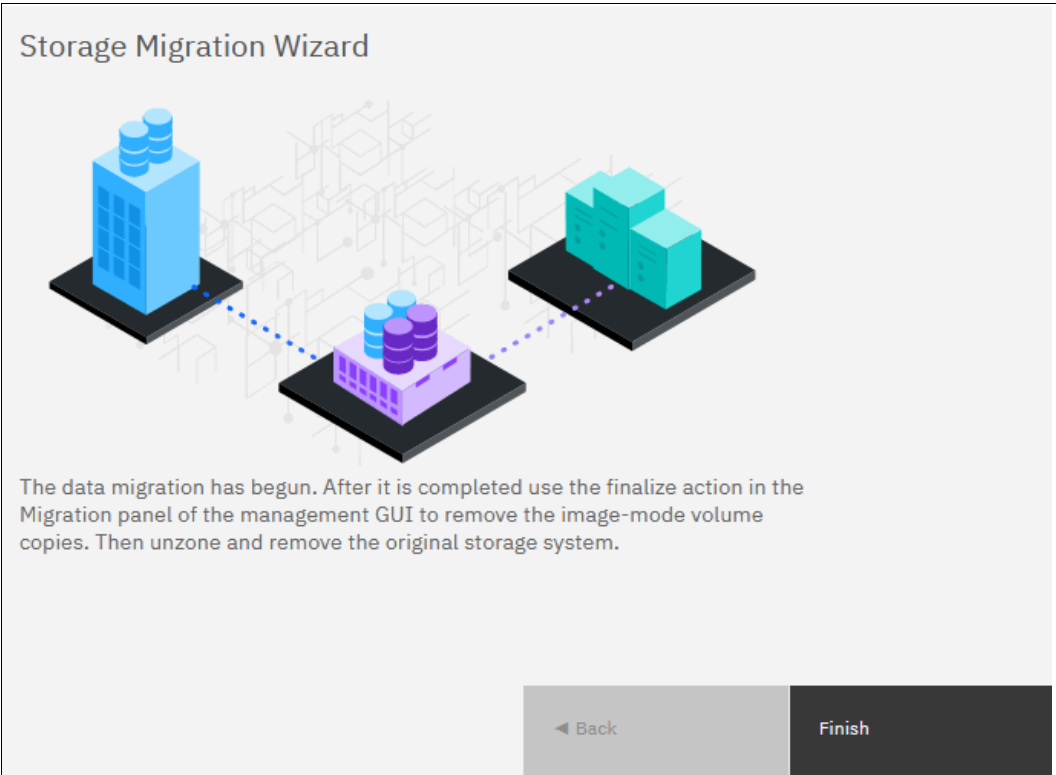 Storage Migration Wizard
The data migration has begun. After it is completed use the finalize action in the
Migration panel of the management GUI to remove the image-mode volume
copies. Then unzone and remove the original storage system.
◀ Back
Finish